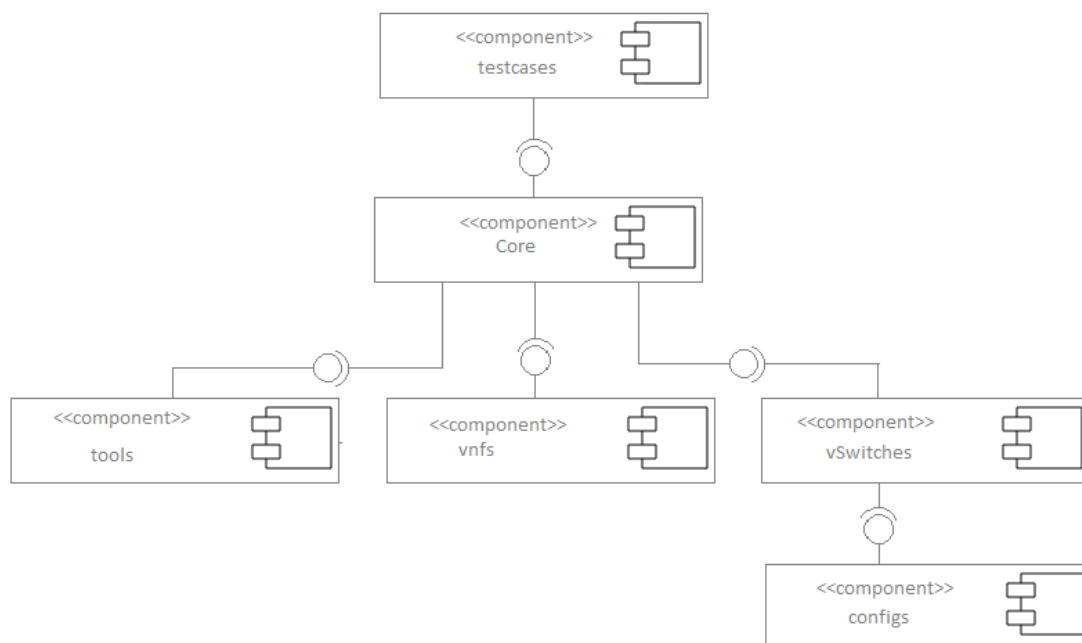 <<component>>
testcases
<<component>>
Core
<<component>>
tools
<<component>>
vnfs
<<component>>
vSwitches
<<component>>
configs